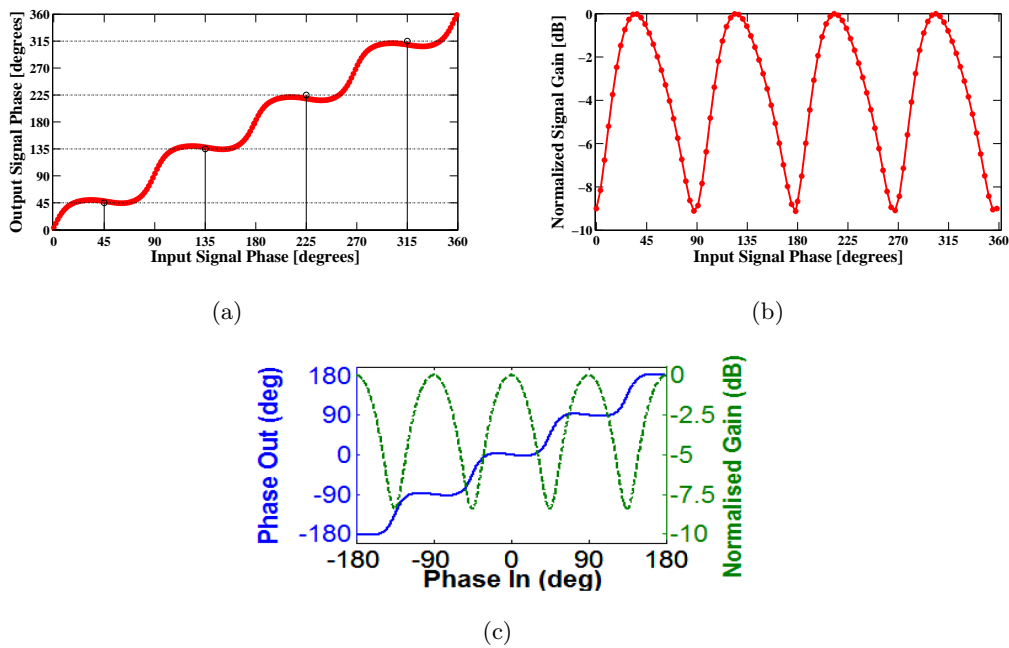 360
315
270
225
180
135
90
45
0
Output Signal Phase [degrees]
0 45 90 135 180 225 270 315 360
Input Signal Phase [degrees]
(a)
0
−2
−4
−6
−8
−10
Normalized Signal Gain [dB]
0 45 90 135 180 225 270 315 360
Input Signal Phase [degrees]
(b)
180
90
0
-90
-180
Phase Out (deg)
0
-2.5
-5
-7.5
-10
Normalised Gain (dB)
-180 -90 0 90 180
Phase In (deg)
(c)